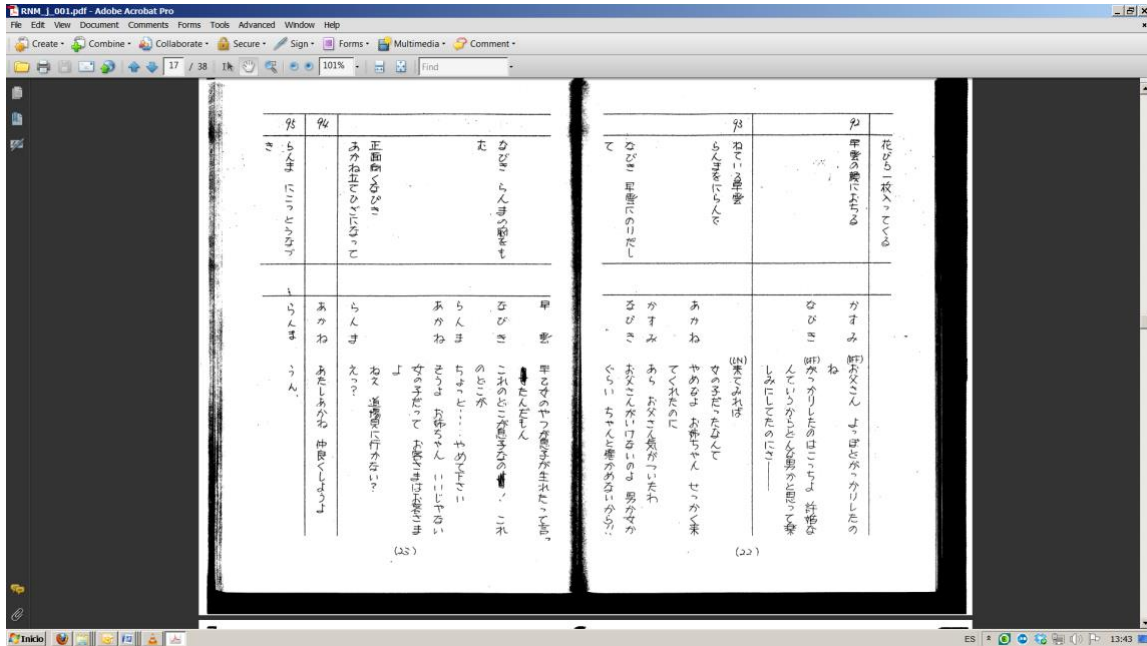 RNM_j_001.pdf - Adobe Acrobat Pro
File Edit View Document Comments Forms Tools Advanced Window Help
Create Combine Collaborate Secure Sign Forms Multimedia Comment
17 / 38 101% Find
花びら一枚入ってくる
92
早雲の腰におちる
かすみ
(OFF)お父さん よっぽどがっかりしたの
ね
なびき
(OFF)がっかりしたのはこっちよ 許婚な
んていうからどんな男かと思って楽
しみにしてたのにさ――
93
ねている早雲
らんまをにらんで
(ON)来てみれば
女の子だったなんて
あかね
やめなよ お姉ちゃん せっかく来
てくれたのに
かすみ
あら お父さん気がついたわ
なびき 早雲にのりだし
て
なびき
お父さんがいけないのよ 男か女か
ぐらい ちゃんと確かめないから!!
(22)
早雲
早乙女のやつが息子が生れたって言っ
てたんだもん
なびき らんまの胸をも
む
なびき
これのどこが息子なのよ! これ
のどこが
らんま
ちょっと……やめて下さい
あかね
そうよ お姉ちゃん いいじゃない
女の子だって お客さまはお客さま
よ
正面向くなびき
あかね立てひざになって
ねえ 道場見に行かない?
らんま
えっ?
94
あかね
あたしあかね 仲良くしようよ
95
らんま にこっとうなづ
き
らんま
うん。
(23)
Inicio
ES 13:43